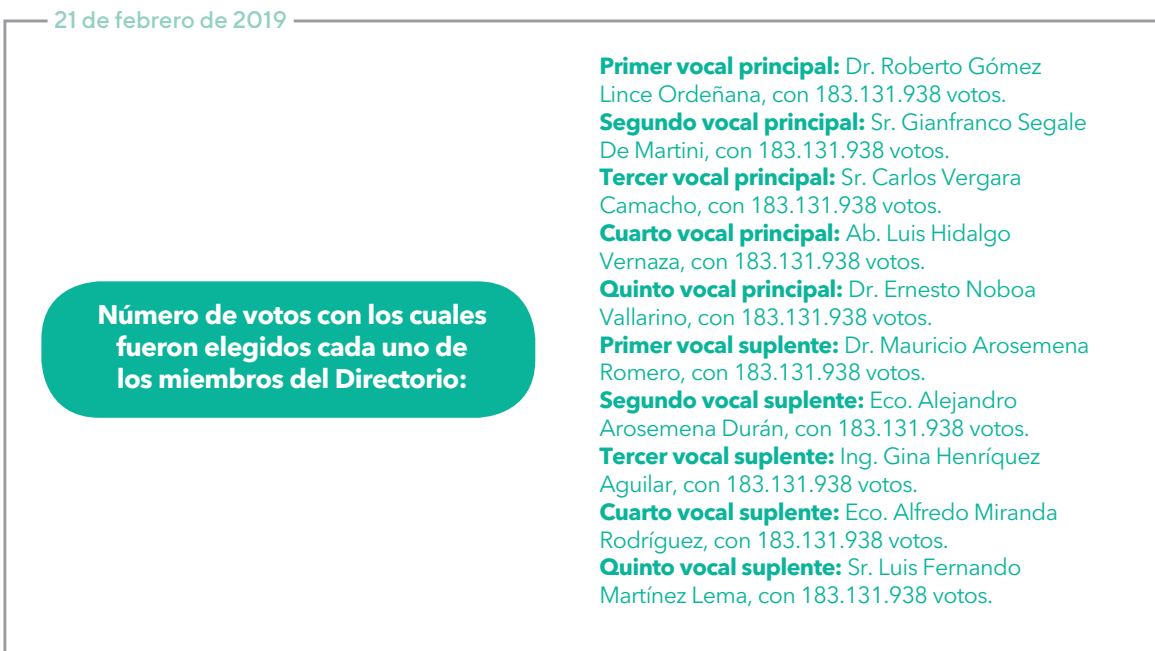 21 de febrero de 2019
Número de votos con los cuales
fueron elegidos cada uno de
los miembros del Directorio:
Primer vocal principal: Dr. Roberto Gómez
Lince Ordeñana, con 183.131.938 votos.
Segundo vocal principal: Sr. Gianfranco Segale
De Martini, con 183.131.938 votos.
Tercer vocal principal: Sr. Carlos Vergara
Camacho, con 183.131.938 votos.
Cuarto vocal principal: Ab. Luis Hidalgo
Vernaza, con 183.131.938 votos.
Quinto vocal principal: Dr. Ernesto Noboa
Vallarino, con 183.131.938 votos.
Primer vocal suplente: Dr. Mauricio Arosemena
Romero, con 183.131.938 votos.
Segundo vocal suplente: Eco. Alejandro
Arosemena Durán, con 183.131.938 votos.
Tercer vocal suplente: Ing. Gina Henríquez
Aguilar, con 183.131.938 votos.
Cuarto vocal suplente: Eco. Alfredo Miranda
Rodríguez, con 183.131.938 votos.
Quinto vocal suplente: Sr. Luis Fernando
Martínez Lema, con 183.131.938 votos.